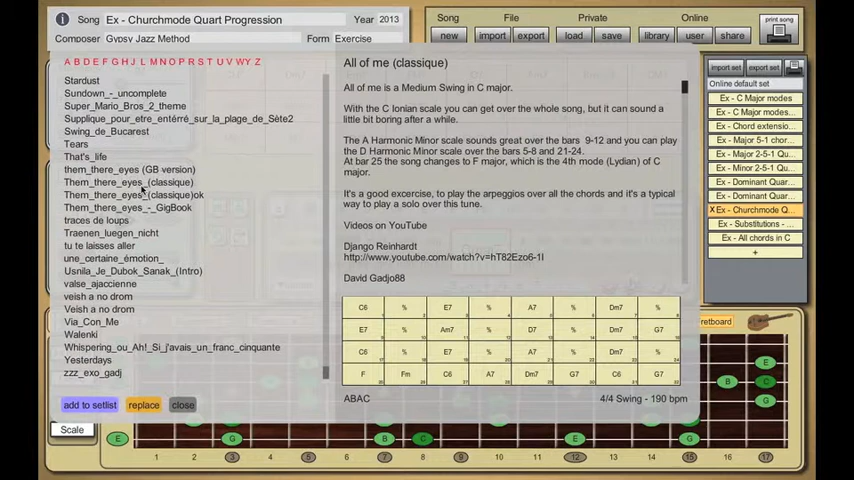 Song Ex - Churchmode Quart Progression Year 2013
Composer Gypsy Jazz Method Form Exercise
Song File Private Online
new import export load save library user share
print song
A B D E F G H J L M N O P R S T U V W Y Z
Stardust
Sundown_-_uncomplete
Super_Mario_Bros_2_theme
Supplique_pour_etre_entérré_sur_la_plage_de_Sète2
Swing_de_Bucarest
Tears
That's_life
them_there_eyes (GB version)
Them_there_eyes_(classique)
Them_there_eyes_(classique)ok
Them_there_eyes_-_GigBook
traces de loups
Traenen_luegen_nicht
tu te laisses aller
une_certaine_émotion_
Usnila_Je_Dubok_Sanak_(Intro)
valse_ajaccienne
veish a no drom
Veish a no drom
Via_Con_Me
Walenki
Whispering_ou_Ah!_Si_j'avais_un_franc_cinquante
Yesterdays
zzz_exo_gadj
add to setlist replace close
All of me (classique)
All of me is a Medium Swing in C major.
With the C Ionian scale you can get over the whole song, but it can sound a
little bit boring after a while.
The A Harmonic Minor scale sounds great over the bars 9-12 and you can play
the D Harmonic Minor scale over the bars 5-8 and 21-24.
At bar 25 the song changes to F major, which is the 4th mode (Lydian) of C
major.
It's a good excercise, to play the arpeggios over all the chords and it's a typical
way to play a solo over this tune.
Videos on YouTube
Django Reinhardt
http://www.youtube.com/watch?v=hT82Ezo6-1I
David Gadjo88
C6 % E7 % A7 % Dm7 %
E7 % Am7 % D7 % Dm7 G7
C6 % E7 % A7 % Dm7 %
F Fm C6 A7 Dm7 G7 C6 G7
ABAC 4/4 Swing - 190 bpm
import set export set
Online default set
Ex - C Major modes
Ex - C Major modes...
Ex - Chord extensio...
Ex - Major 5-1 chor...
Ex - Major 2-5-1 Qu...
Ex - Minor 2-5-1 Qu...
Ex - Dominant Quar...
Ex - Dominant Quar...
X Ex - Churchmode Q...
Ex - Substitutions - ...
Ex - All chords in C
+
retboard
E
B C
G
Scale
E G B C E G
1 2 3 4 5 6 7 8 9 10 11 12 13 14 15 16 17